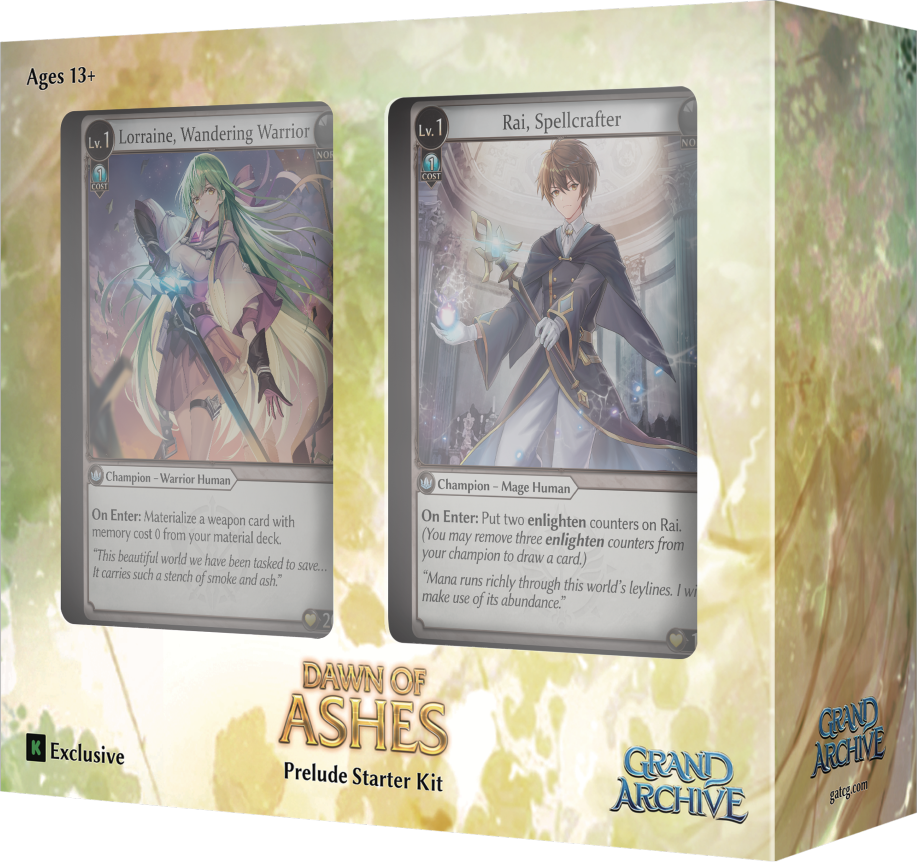 Ages 13+
Lv. 1
Lorraine, Wandering Warrior
1
COST
Champion – Warrior Human
On Enter: Materialize a weapon card with
memory cost 0 from your material deck.
“This beautiful world we have been tasked to save...
It carries such a stench of smoke and ash.”
2
Lv. 1
Rai, Spellcrafter
NO
1
COST
Champion – Mage Human
On Enter: Put two enlighten counters on Rai.
(You may remove three enlighten counters from
your champion to draw a card.)
“Mana runs richly through this world’s leylines. I wi
make use of its abundance.”
1
DAWN OF
ASHES
Prelude Starter Kit
K Exclusive
GRAND
ARCHIVE
GRAND
ARCHIVE
gatcg.com